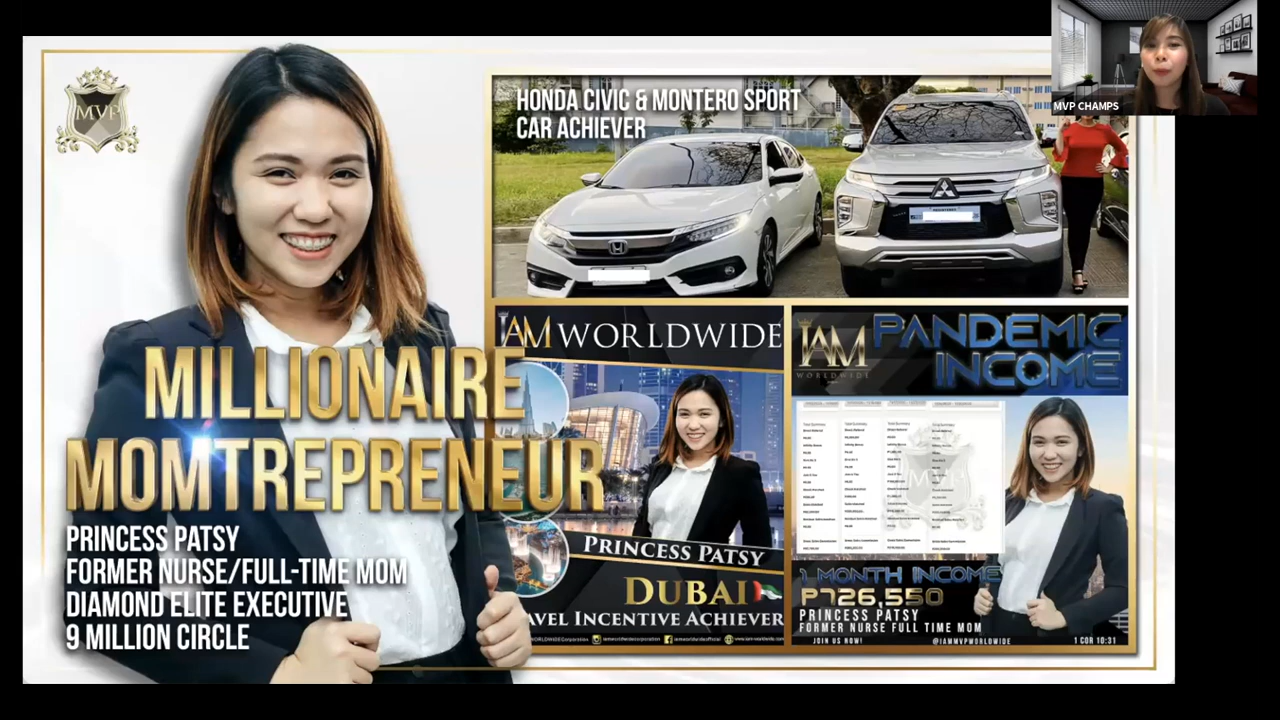 MVP CHAMPS
MVP
HONDA CIVIC & MONTERO SPORT
CAR ACHIEVER
MILLIONAIRE
MOMTREPRENEUR
PRINCESS PATSY
FORMER NURSE/FULL-TIME MOM
DIAMOND ELITE EXECUTIVE
9 MILLION CIRCLE
IAM WORLDWIDE
PRINCESS PATSY
DUBAI
AVEL INCENTIVE ACHIEVER
IAM
WORLDWIDE
PANDEMIC
INCOME
MVP
1 MONTH INCOME
P726,550
PRINCESS PATSY
FORMER NURSE FULL TIME MOM
JOIN US NOW!
@IAMMVPWORLDWIDE
1 COR 10:31